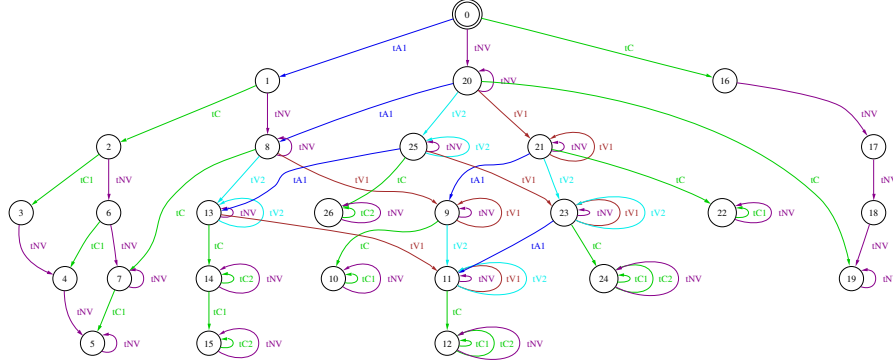 0
tA1 tNV tC
1 20 tNV 16
tC tNV tA1 tV2 tV1
2 8 tNV 25 tNV tV2 21 tNV tV1 17
tC1 tNV tV2 tV1 tA1 tC tA1 tV2 tC tNV
3 6 tC 13 tNV tV2 26 tC2 tNV 9 tNV tV1 23 tNV tV1 tV2 22 tC1 tNV tC 18
tNV tC1 tNV tC tV1 tC tV2 tA1 tC tNV
4 7 tNV 14 tC2 tNV 10 tC1 tNV 11 tNV tV1 tV2 24 tC1 tC2 tNV 19 tNV
tNV tC1 tC1 tC
5 tNV 15 tC2 tNV 12 tC1 tC2 tNV